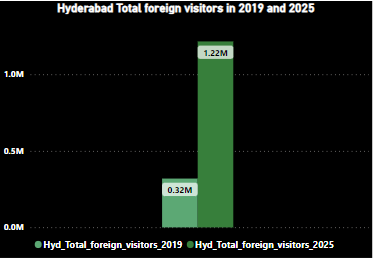 Hyderabad Total foreign visitors in 2019 and 2025
1.22M
1.0M
0.5M
0.32M
0.0M
Hyd_Total_foreign_visitors_2019 Hyd_Total_foreign_visitors_2025